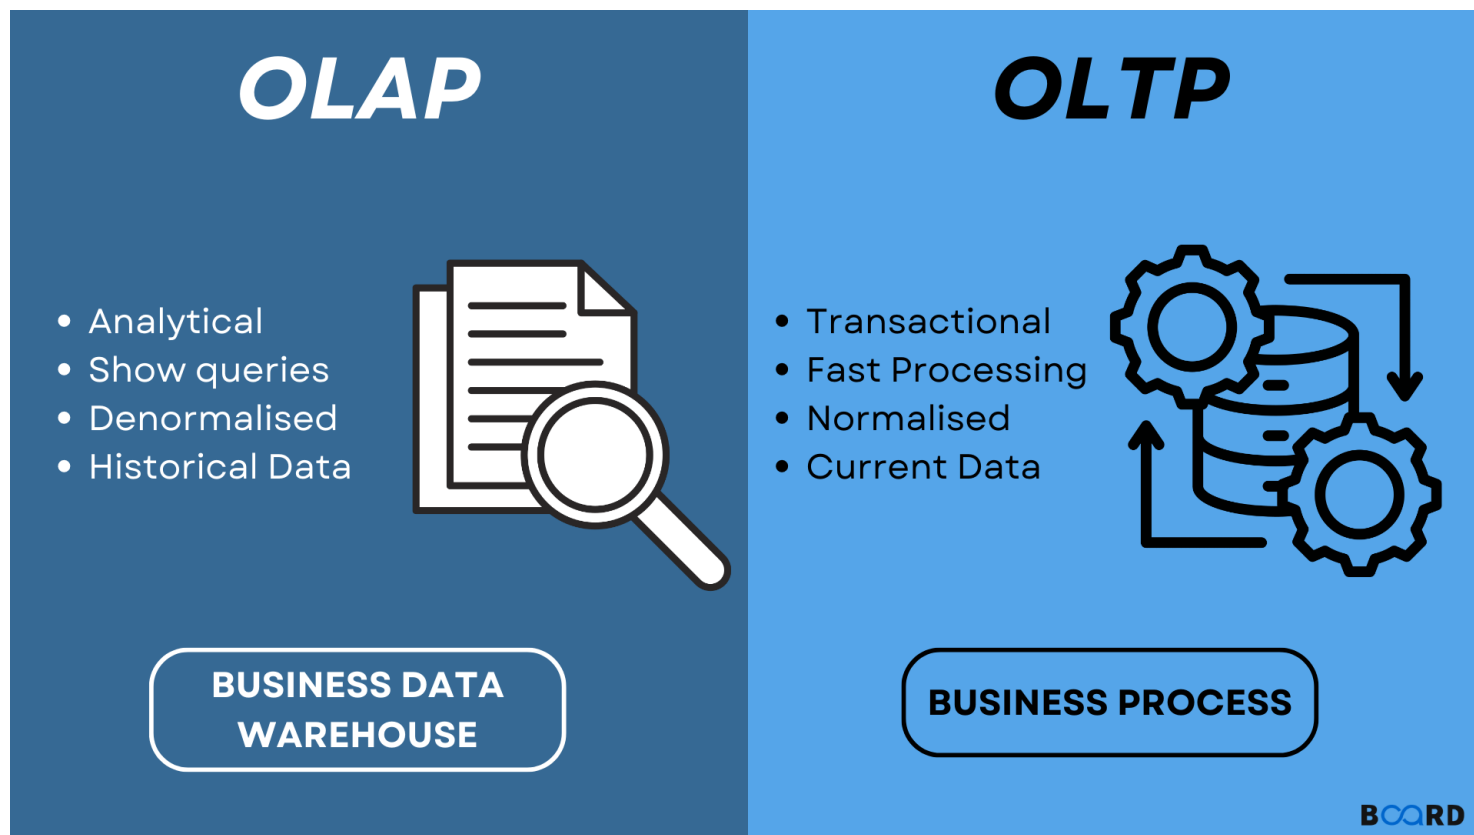 OLAP
Analytical
Show queries
Denormalised
Historical Data
BUSINESS DATA
WAREHOUSE
OLTP
Transactional
Fast Processing
Normalised
Current Data
BUSINESS PROCESS
BOARD